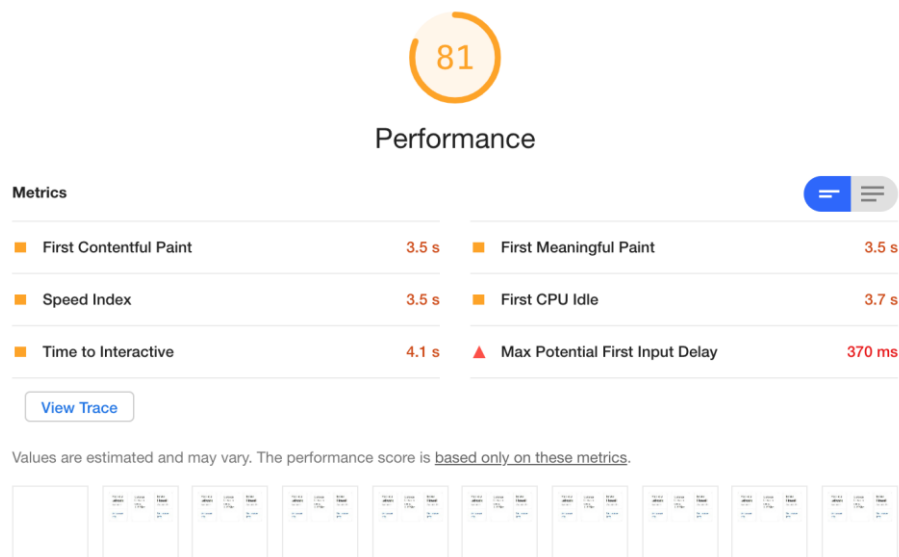 81
Performance
Metrics
First Contentful Paint 3.5 s
First Meaningful Paint 3.5 s
Speed Index 3.5 s
First CPU Idle 3.7 s
Time to Interactive 4.1 s
Max Potential First Input Delay 370 ms
View Trace
Values are estimated and may vary. The performance score is based only on these metrics.